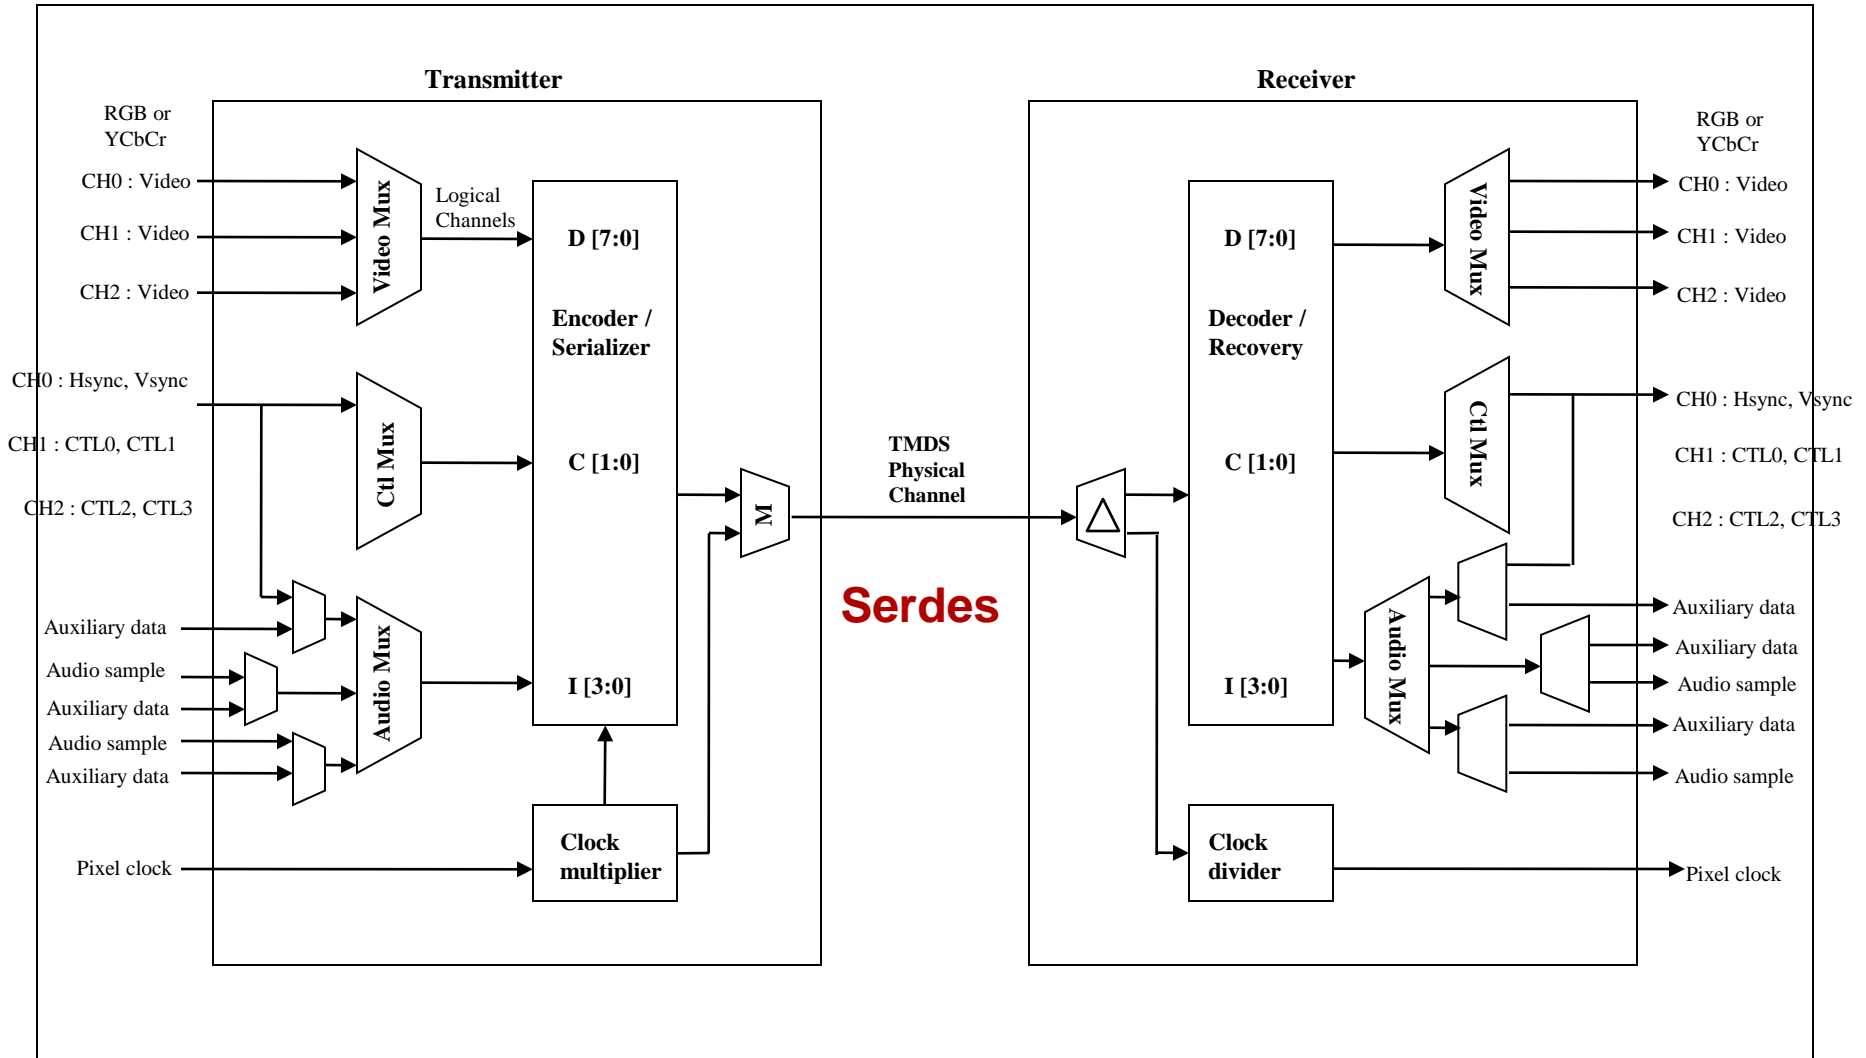 Transmitter
Receiver
RGB or
YCbCr
CH0 : Video
CH1 : Video
CH2 : Video
CH0 : Hsync, Vsync
CH1 : CTL0, CTL1
CH2 : CTL2, CTL3
Auxiliary data
Audio sample
Auxiliary data
Audio sample
Auxiliary data
Pixel clock
Video Mux
Ctl Mux
Audio Mux
Logical
Channels
D [7:0]
Encoder /
Serializer
C [1:0]
I [3:0]
Clock
multiplier
M
TMDS
Physical
Channel
Serdes
D [7:0]
Decoder /
Recovery
C [1:0]
I [3:0]
Clock
divider
Video Mux
Ctl Mux
Audio Mux
RGB or
YCbCr
CH0 : Video
CH1 : Video
CH2 : Video
CH0 : Hsync, Vsync
CH1 : CTL0, CTL1
CH2 : CTL2, CTL3
Auxiliary data
Auxiliary data
Audio sample
Auxiliary data
Audio sample
Pixel clock